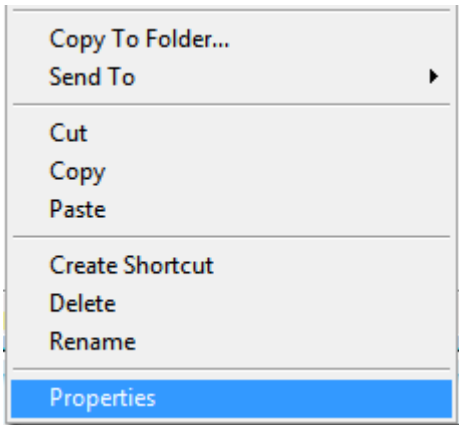 Copy To Folder...
Send To
Cut
Copy
Paste
Create Shortcut
Delete
Rename
Properties